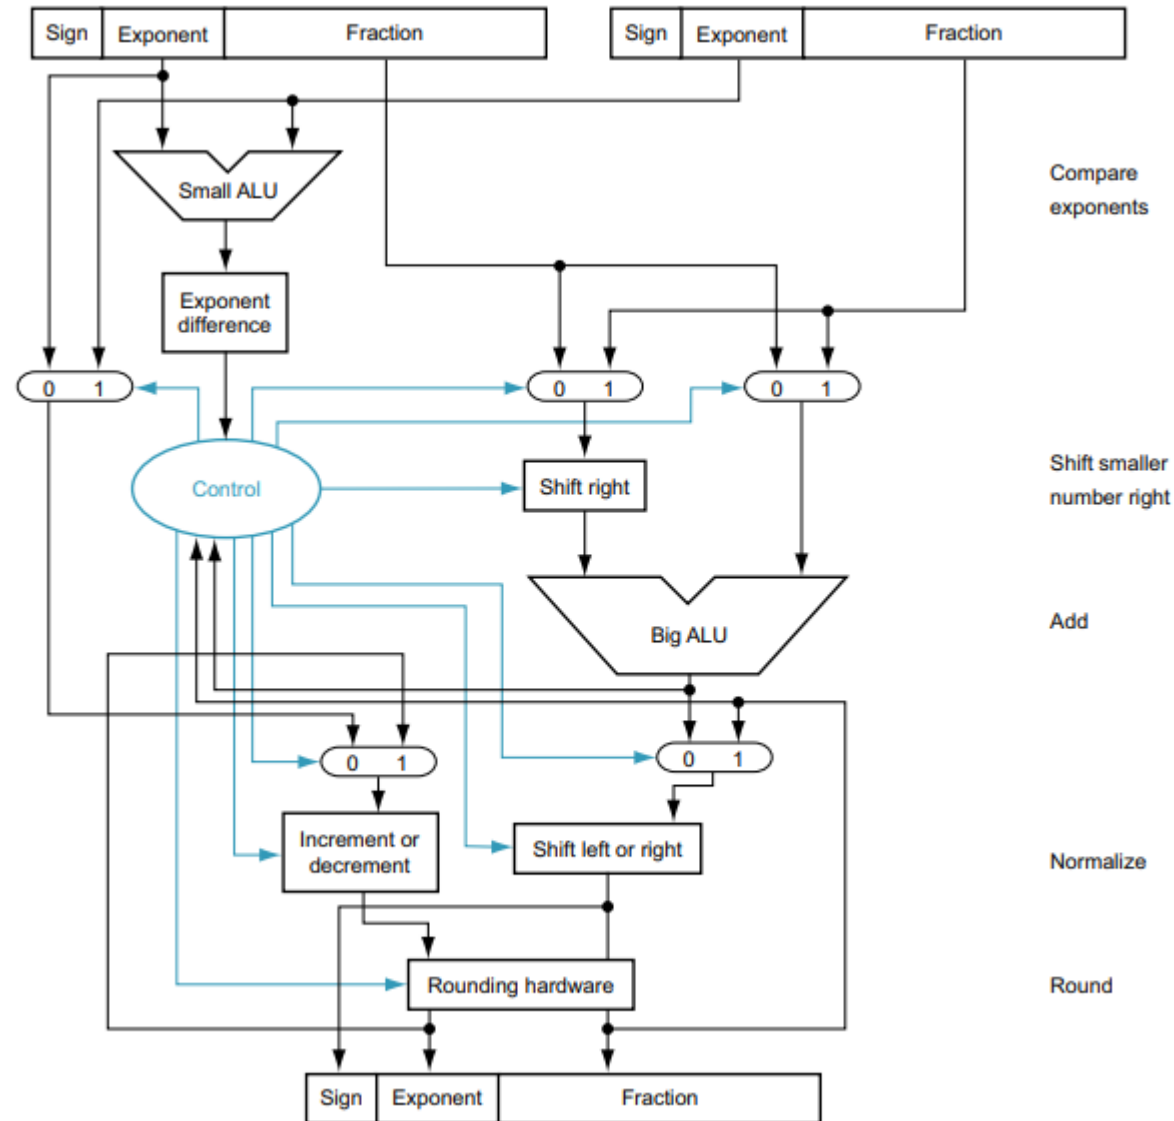 Sign Exponent Fraction Sign Exponent Fraction
Small ALU
Compare
exponents
Exponent
difference
0 1 0 1 0 1
Control
Shift right
Shift smaller
number right
Big ALU
Add
0 1 0 1
Increment or
decrement
Shift left or right
Normalize
Rounding hardware
Round
Sign Exponent Fraction